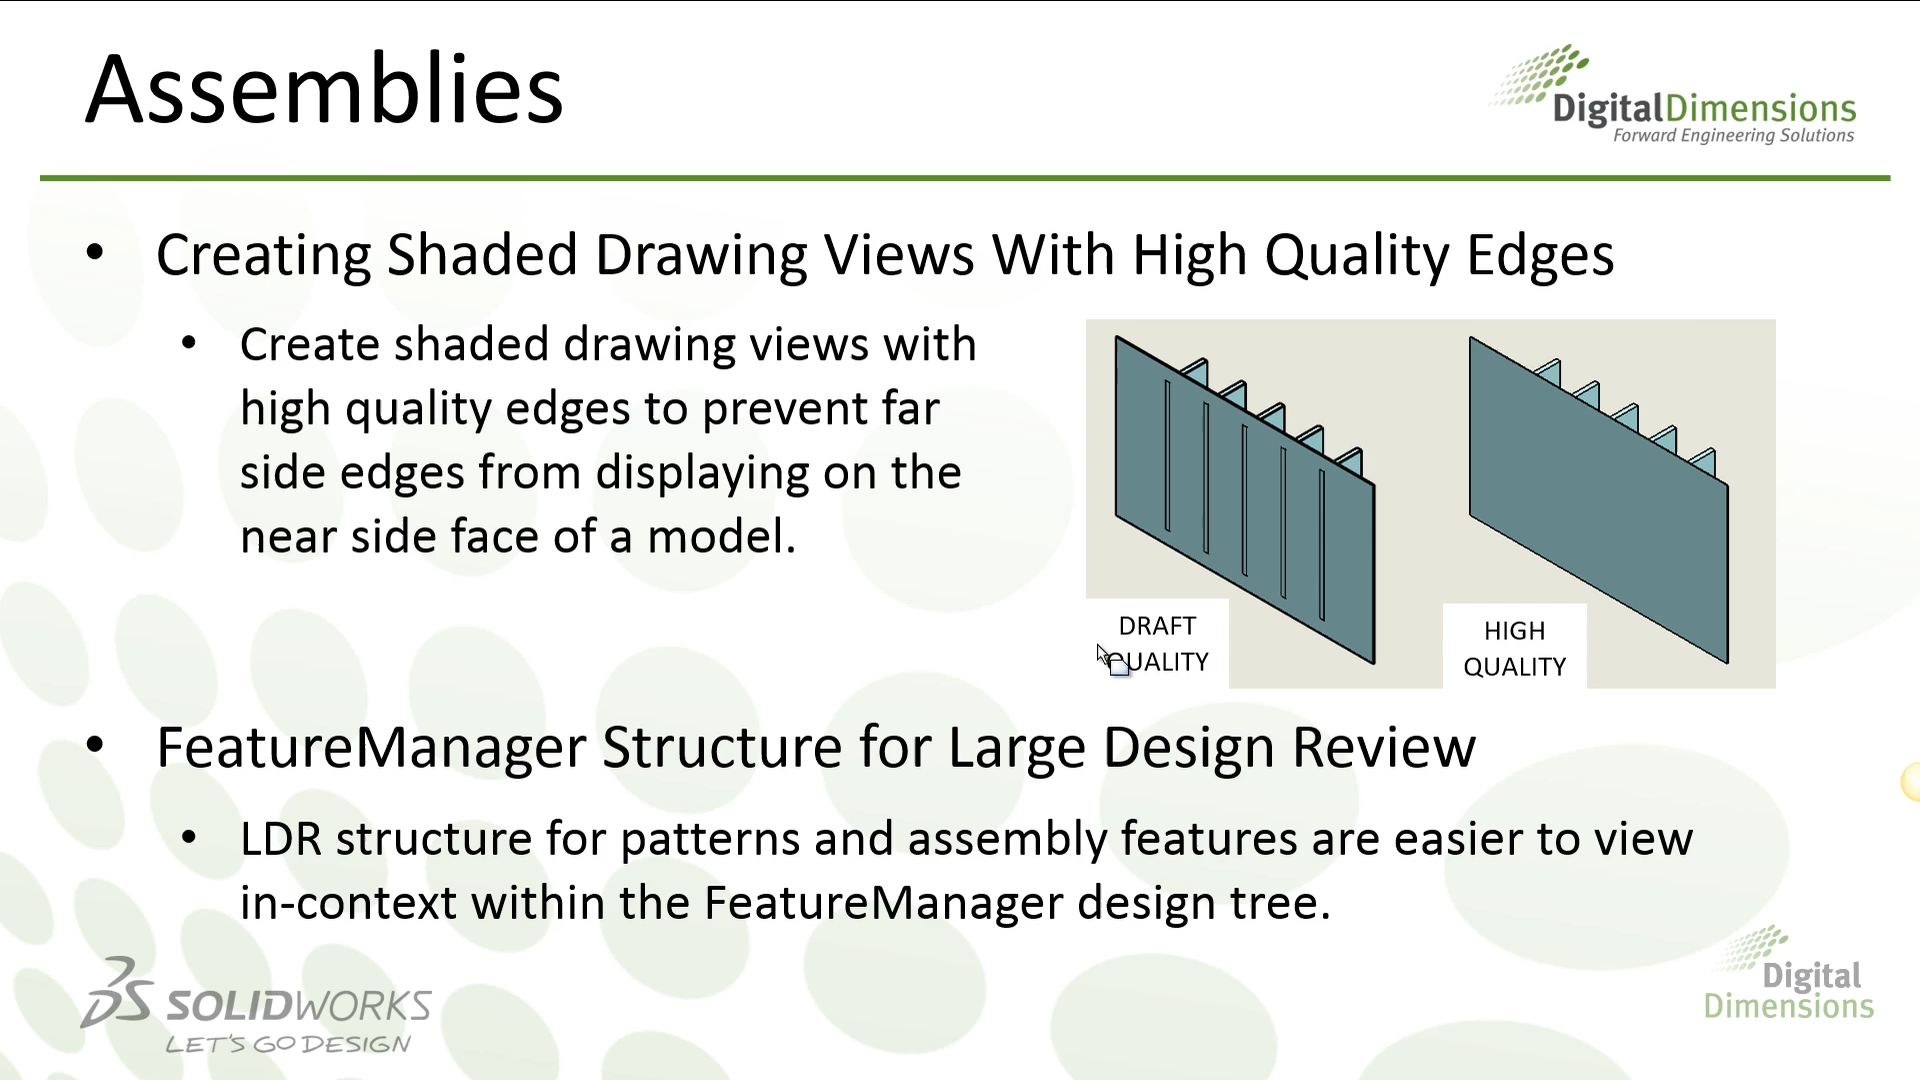 Assemblies
DigitalDimensions
Forward Engineering Solutions
• Creating Shaded Drawing Views With High Quality Edges
• Create shaded drawing views with
high quality edges to prevent far
side edges from displaying on the
near side face of a model.
DRAFT
QUALITY
HIGH
QUALITY
• FeatureManager Structure for Large Design Review
• LDR structure for patterns and assembly features are easier to view
in-context within the FeatureManager design tree.
SOLIDWORKS
LET'S GO DESIGN
Digital
Dimensions